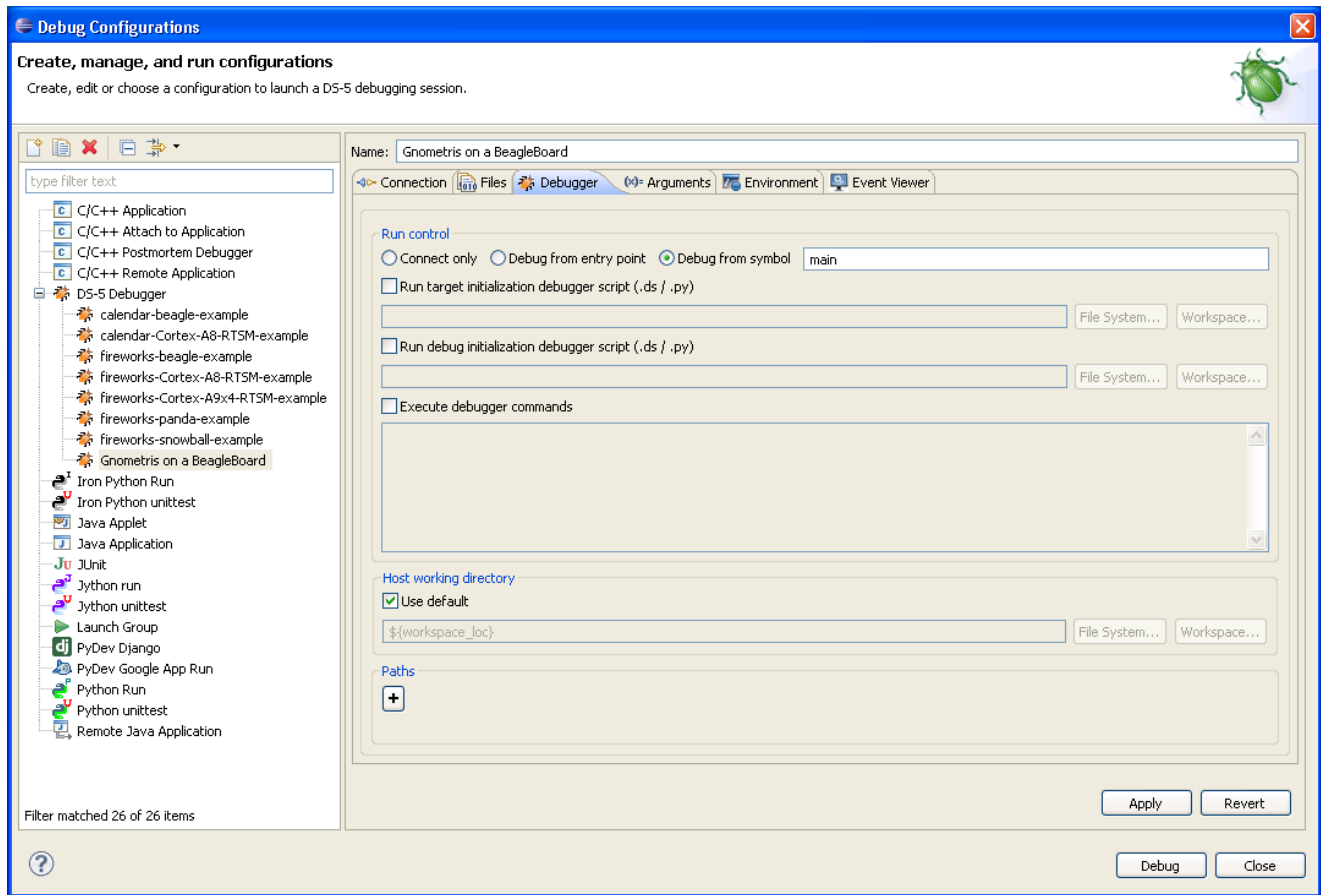 Debug Configurations
Create, manage, and run configurations
Create, edit or choose a configuration to launch a DS-5 debugging session.
type filter text
C/C++ Application
C/C++ Attach to Application
C/C++ Postmortem Debugger
C/C++ Remote Application
DS-5 Debugger
calendar-beagle-example
calendar-Cortex-A8-RTSM-example
fireworks-beagle-example
fireworks-Cortex-A8-RTSM-example
fireworks-Cortex-A9x4-RTSM-example
fireworks-panda-example
fireworks-snowball-example
Gnometris on a BeagleBoard
Iron Python Run
Iron Python unittest
Java Applet
Java Application
JU JUnit
Jython run
Jython unittest
Launch Group
dj PyDev Django
PyDev Google App Run
Python Run
Python unittest
Remote Java Application
Filter matched 26 of 26 items
Name: Gnometris on a BeagleBoard
Connection Files Debugger (x)= Arguments Environment Event Viewer
Run control
Connect only Debug from entry point Debug from symbol main
Run target initialization debugger script (.ds / .py)
File System... Workspace...
Run debug initialization debugger script (.ds / .py)
File System... Workspace...
Execute debugger commands
Host working directory
Use default
${workspace_loc} File System... Workspace...
Paths
+
Apply Revert
? Debug Close